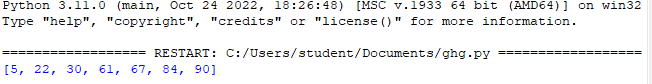 Python 3.11.0 (main, Oct 24 2022, 18:26:48) [MSC v.1933 64 bit (AMD64)] on win32
Type "help", "copyright", "credits" or "license()" for more information.
================== RESTART: C:/Users/student/Documents/ghg.py ==================
[5, 22, 30, 61, 67, 84, 90]